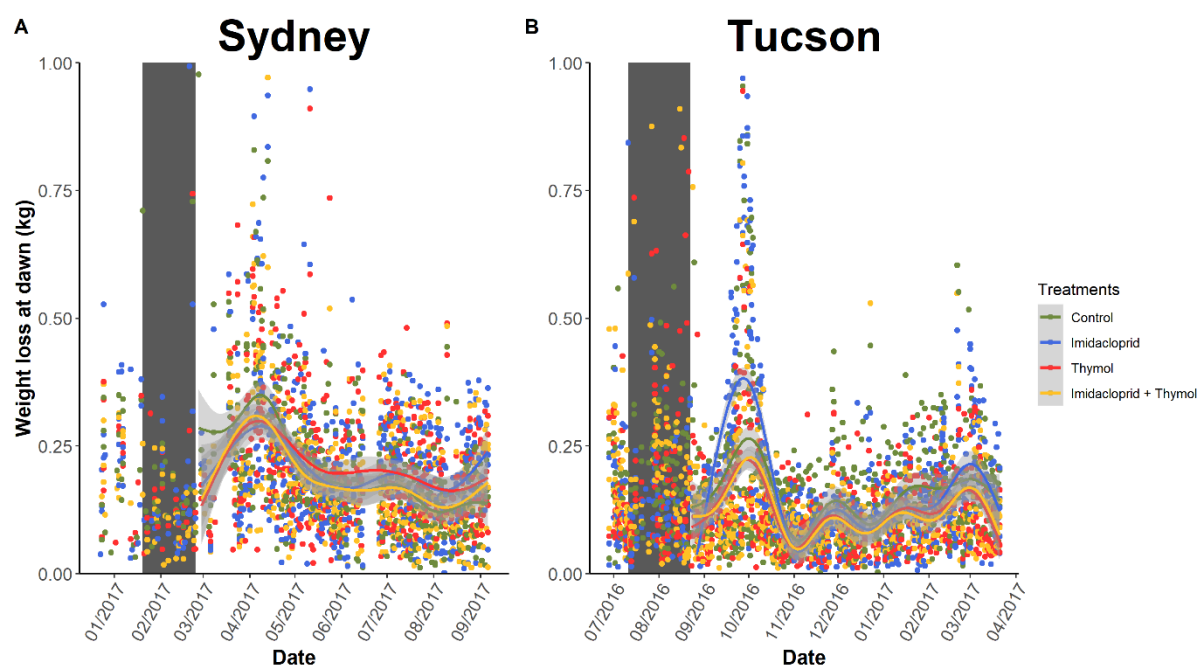 A
Sydney
B
Tucson
Weight loss at dawn (kg)
1.00
0.75
0.50
0.25
0.00
01/2017
02/2017
03/2017
04/2017
05/2017
06/2017
07/2017
08/2017
09/2017
Date
1.00
0.75
0.50
0.25
0.00
07/2016
08/2016
09/2016
10/2016
11/2016
12/2016
01/2017
02/2017
03/2017
04/2017
Date
Treatments
Control
Imidacloprid
Thymol
Imidacloprid + Thymol